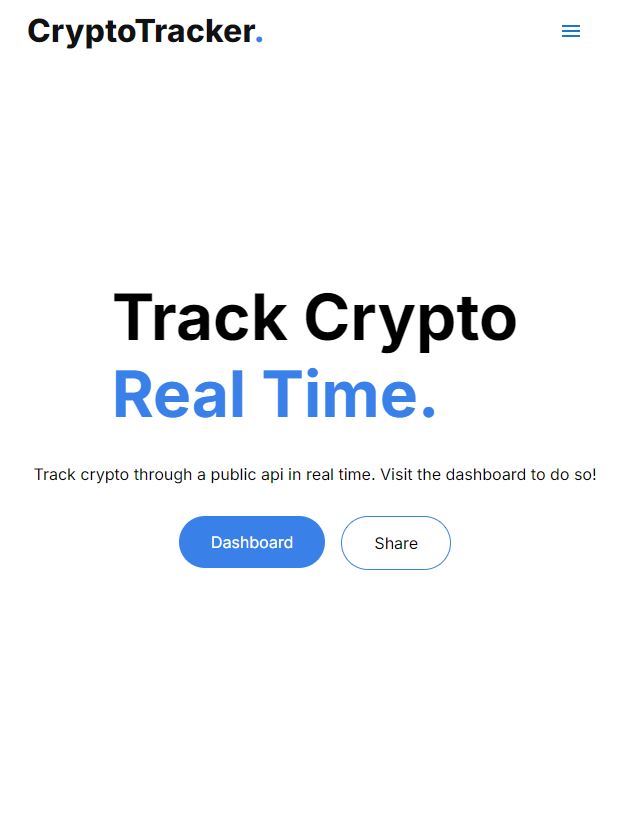 CryptoTracker.
Track Crypto
Real Time.
Track crypto through a public api in real time. Visit the dashboard to do so!
Dashboard
Share